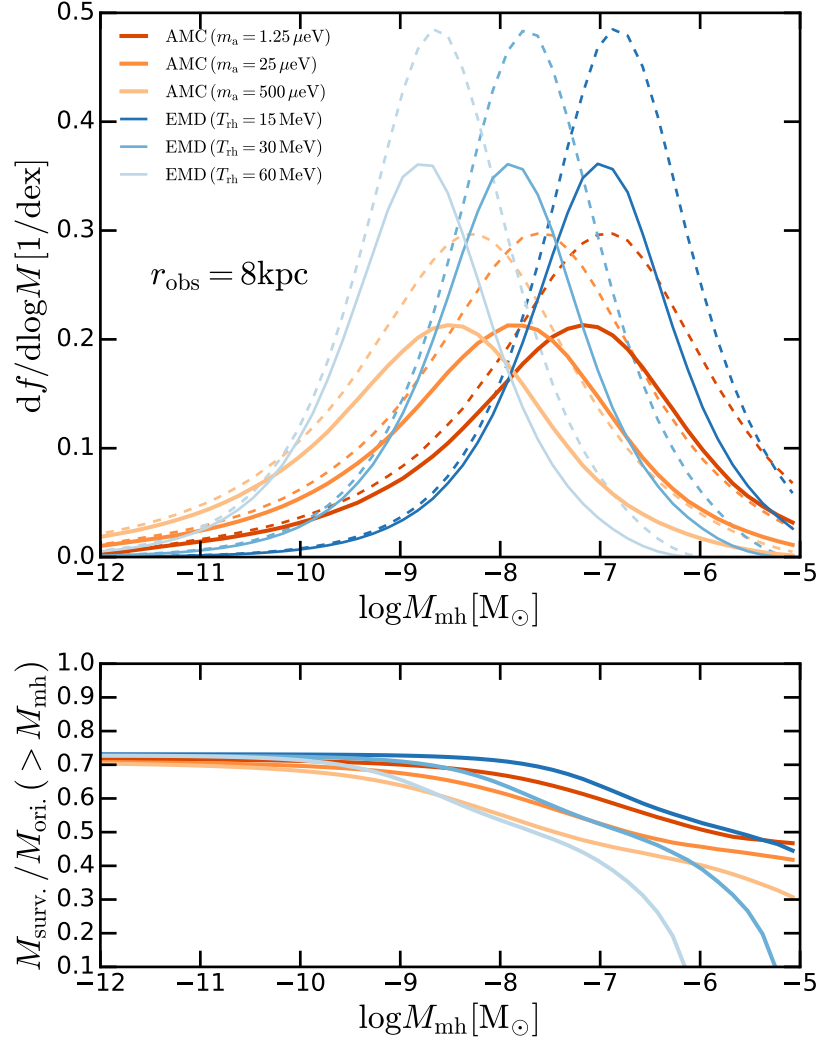 0.5
0.4
0.3
0.2
0.1
0.0
df/dlogM [1/dex]
AMC (mₐ = 1.25 μeV)
AMC (mₐ = 25 μeV)
AMC (mₐ = 500 μeV)
EMD (T_rh = 15 MeV)
EMD (T_rh = 30 MeV)
EMD (T_rh = 60 MeV)
r_obs = 8kpc
−12 −11 −10 −9 −8 −7 −6 −5
logM_mh[M_⊙]
1.0
0.9
0.8
0.7
0.6
0.5
0.4
0.3
0.2
0.1
M_surv./M_ori. (> M_mh)
−12 −11 −10 −9 −8 −7 −6 −5
logM_mh[M_⊙]